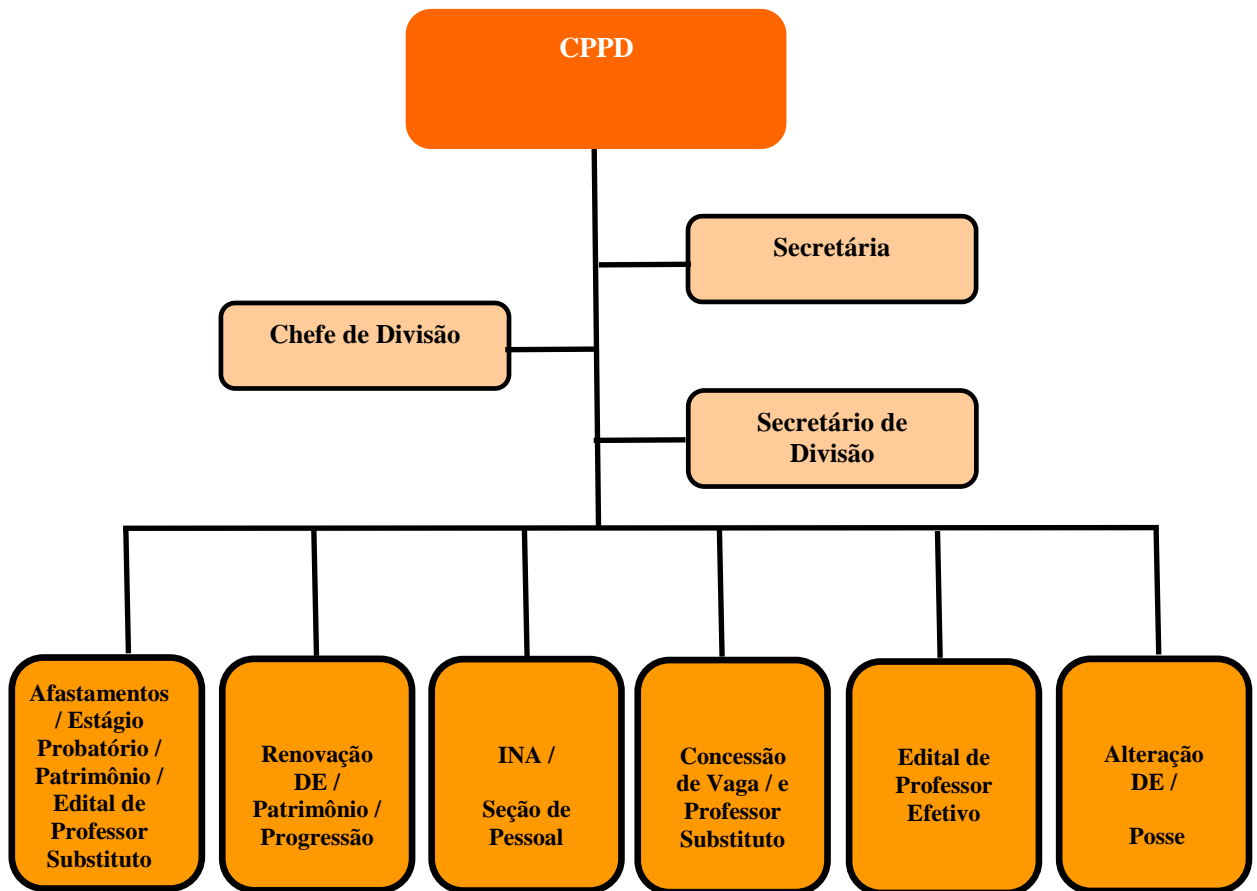 CPPD
Secretária
Chefe de Divisão
Secretário de
Divisão
Afastamentos
/ Estágio
Probatório /
Patrimônio /
Edital de
Professor
Substituto
Renovação
DE /
Patrimônio /
Progressão
INA /
Seção de
Pessoal
Concessão
de Vaga / e
Professor
Substituto
Edital de
Professor
Efetivo
Alteração
DE /
Posse